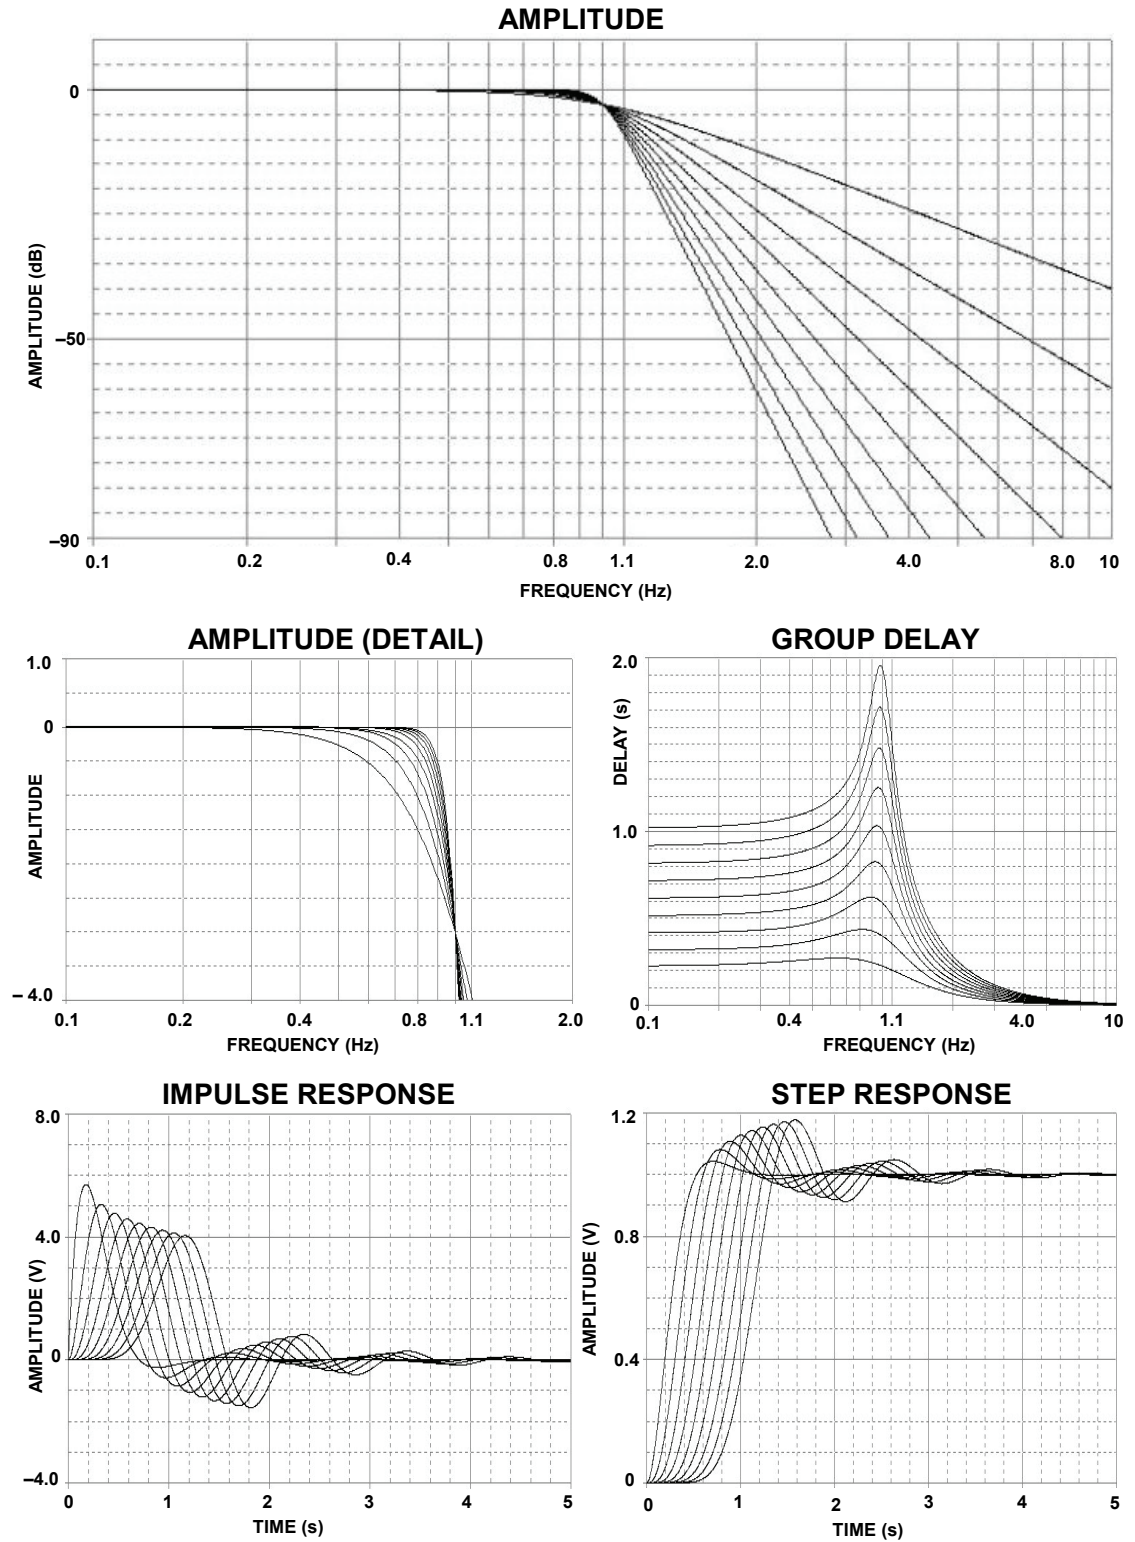 AMPLITUDE
0
–50
–90
AMPLITUDE (dB)
0.1 0.2 0.4 0.8 1.1 2.0 4.0 8.0 10
FREQUENCY (Hz)
AMPLITUDE (DETAIL)
1.0
0
– 4.0
AMPLITUDE
0.1 0.2 0.4 0.8 1.1 2.0
FREQUENCY (Hz)
GROUP DELAY
2.0
1.0
0
DELAY (s)
0.1 0.4 1.1 4.0 10
FREQUENCY (Hz)
IMPULSE RESPONSE
8.0
4.0
0
–4.0
AMPLITUDE (V)
0 1 2 3 4 5
TIME (s)
STEP RESPONSE
1.2
0.8
0.4
0
AMPLITUDE (V)
0 1 2 3 4 5
TIME (s)